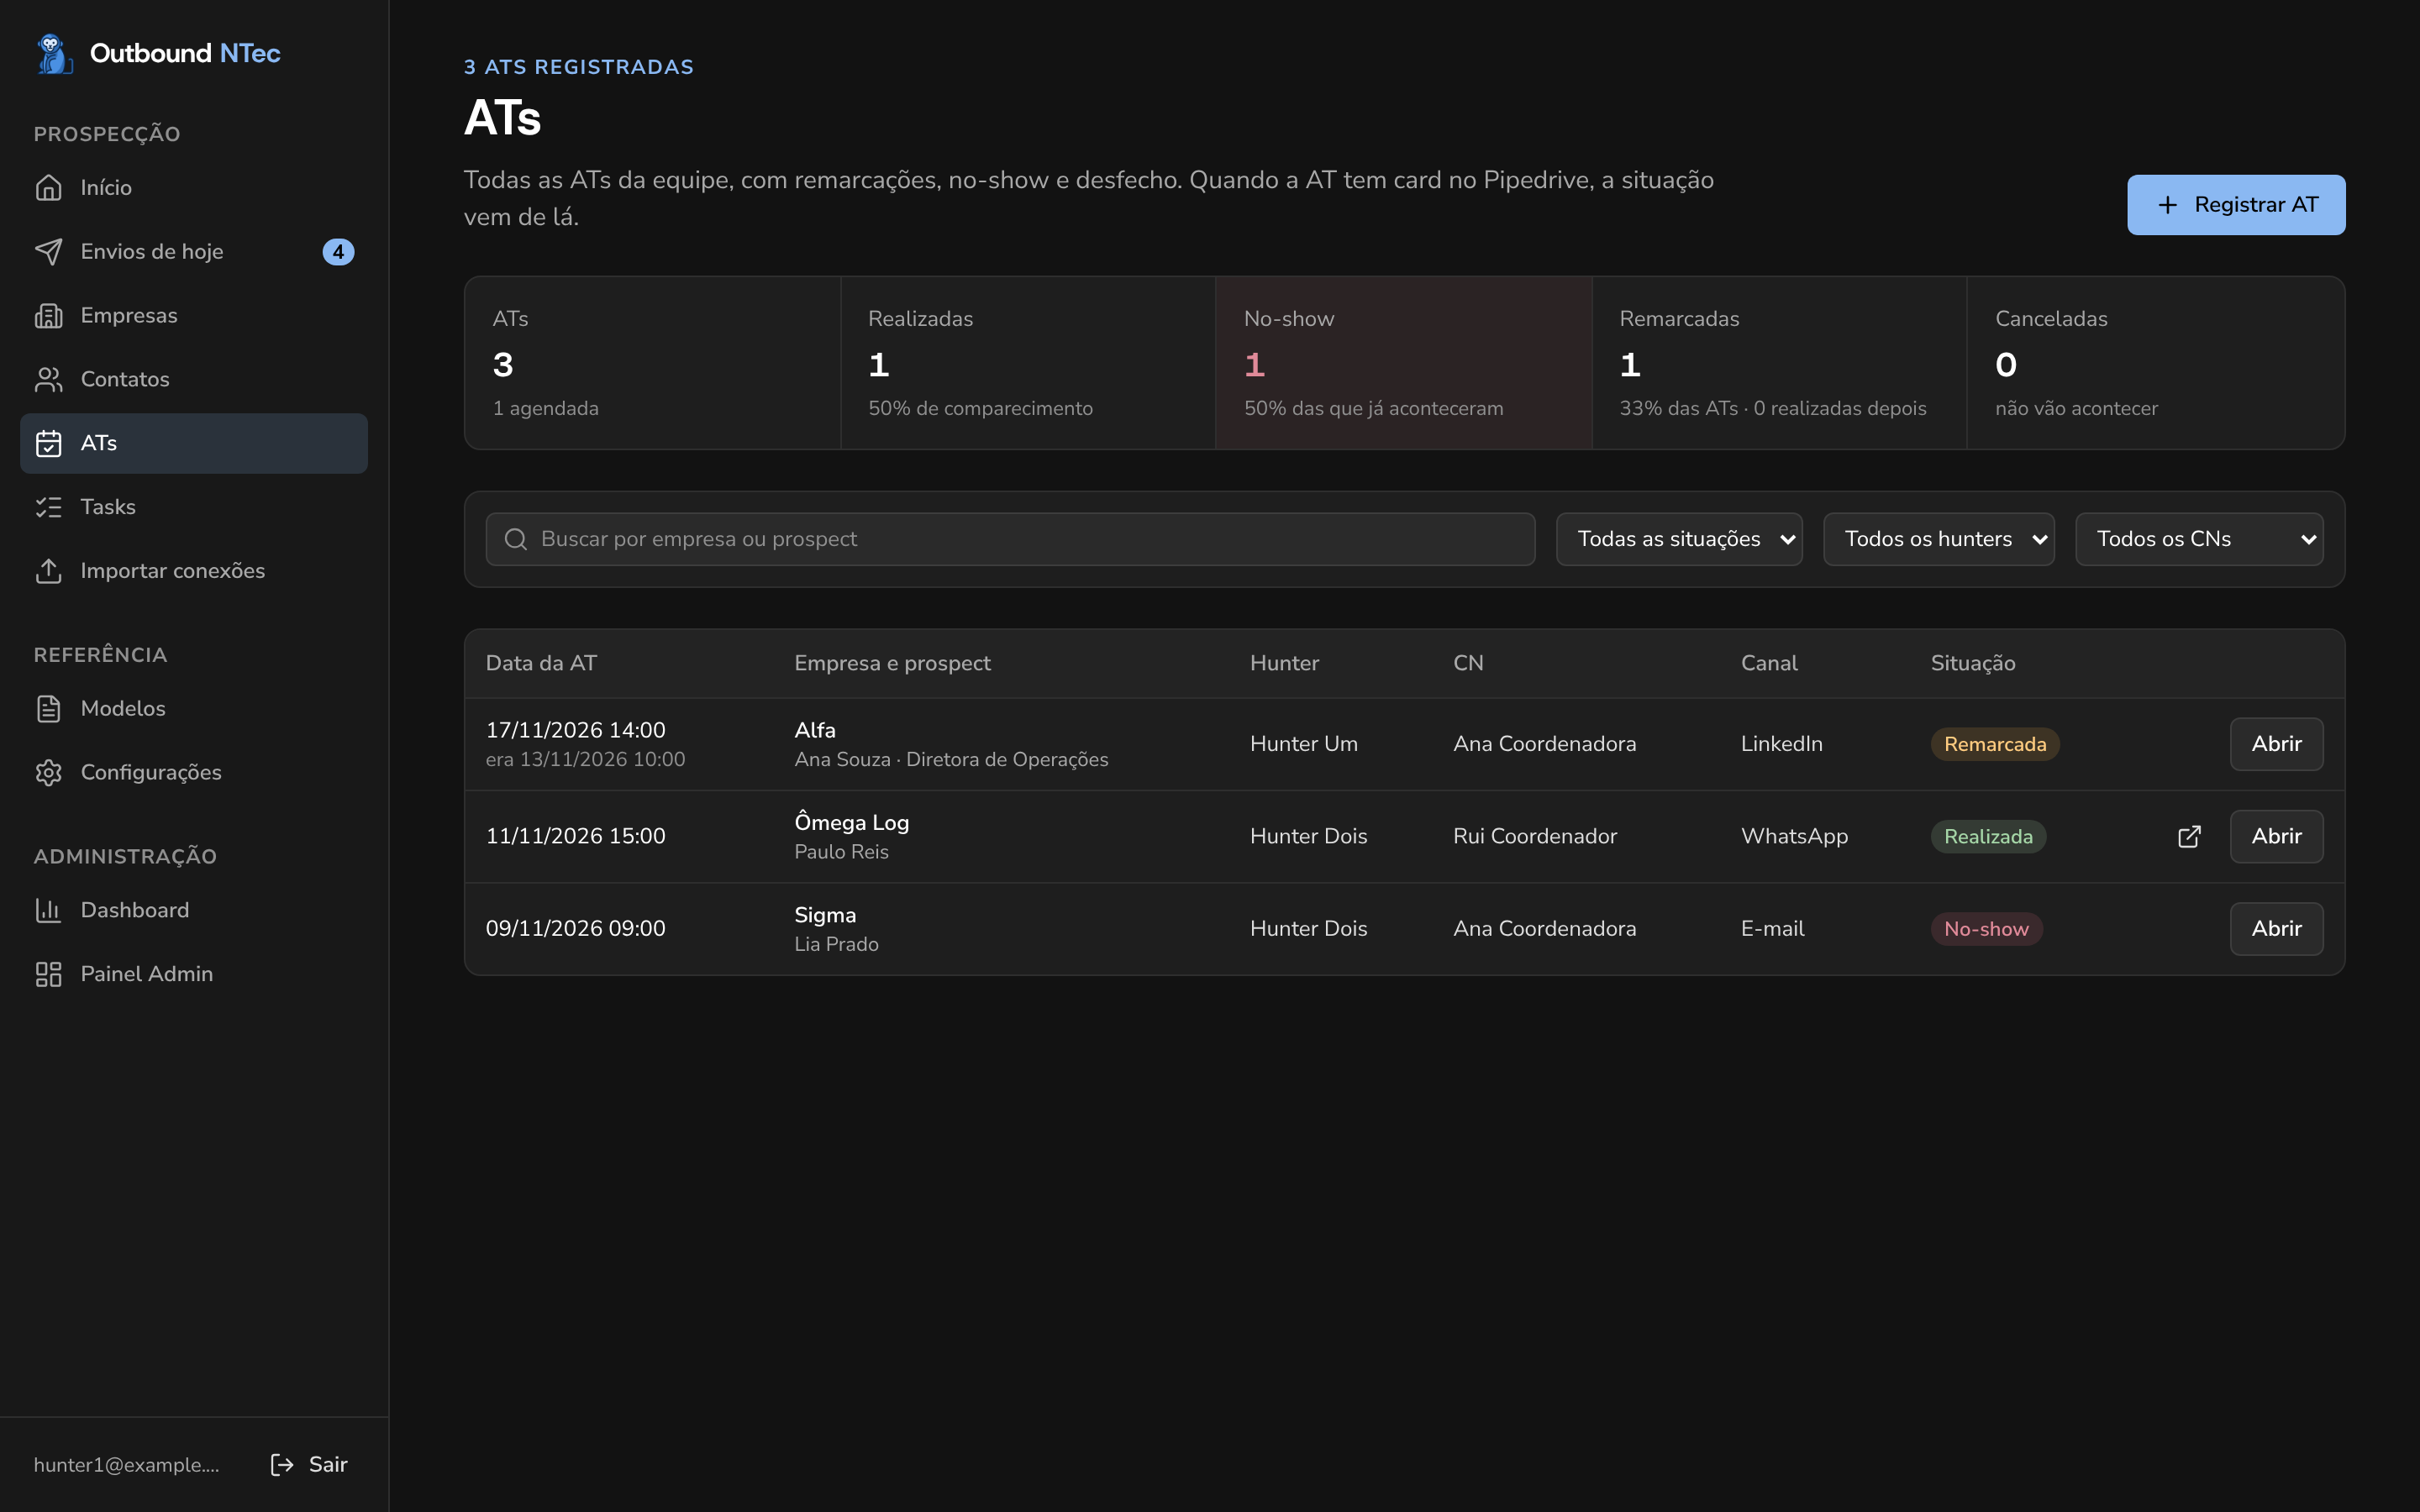 Outbound NTec
PROSPECÇÃO
Início
Envios de hoje 4
Empresas
Contatos
ATs
Tasks
Importar conexões
REFERÊNCIA
Modelos
Configurações
ADMINISTRAÇÃO
Dashboard
Painel Admin
hunter1@example.... Sair
3 ATS REGISTRADAS
ATs
Todas as ATs da equipe, com remarcações, no-show e desfecho. Quando a AT tem card no Pipedrive, a situação
vem de lá.
+ Registrar AT
ATs
3
1 agendada
Realizadas
1
50% de comparecimento
No-show
1
50% das que já aconteceram
Remarcadas
1
33% das ATs · 0 realizadas depois
Canceladas
0
não vão acontecer
Buscar por empresa ou prospect Todas as situações Todos os hunters Todos os CNs
Data da AT Empresa e prospect Hunter CN Canal Situação
17/11/2026 14:00 Alfa Hunter Um Ana Coordenadora LinkedIn Remarcada Abrir
era 13/11/2026 10:00 Ana Souza · Diretora de Operações
11/11/2026 15:00 Ômega Log Hunter Dois Rui Coordenador WhatsApp Realizada Abrir
Paulo Reis
09/11/2026 09:00 Sigma Hunter Dois Ana Coordenadora E-mail No-show Abrir
Lia Prado